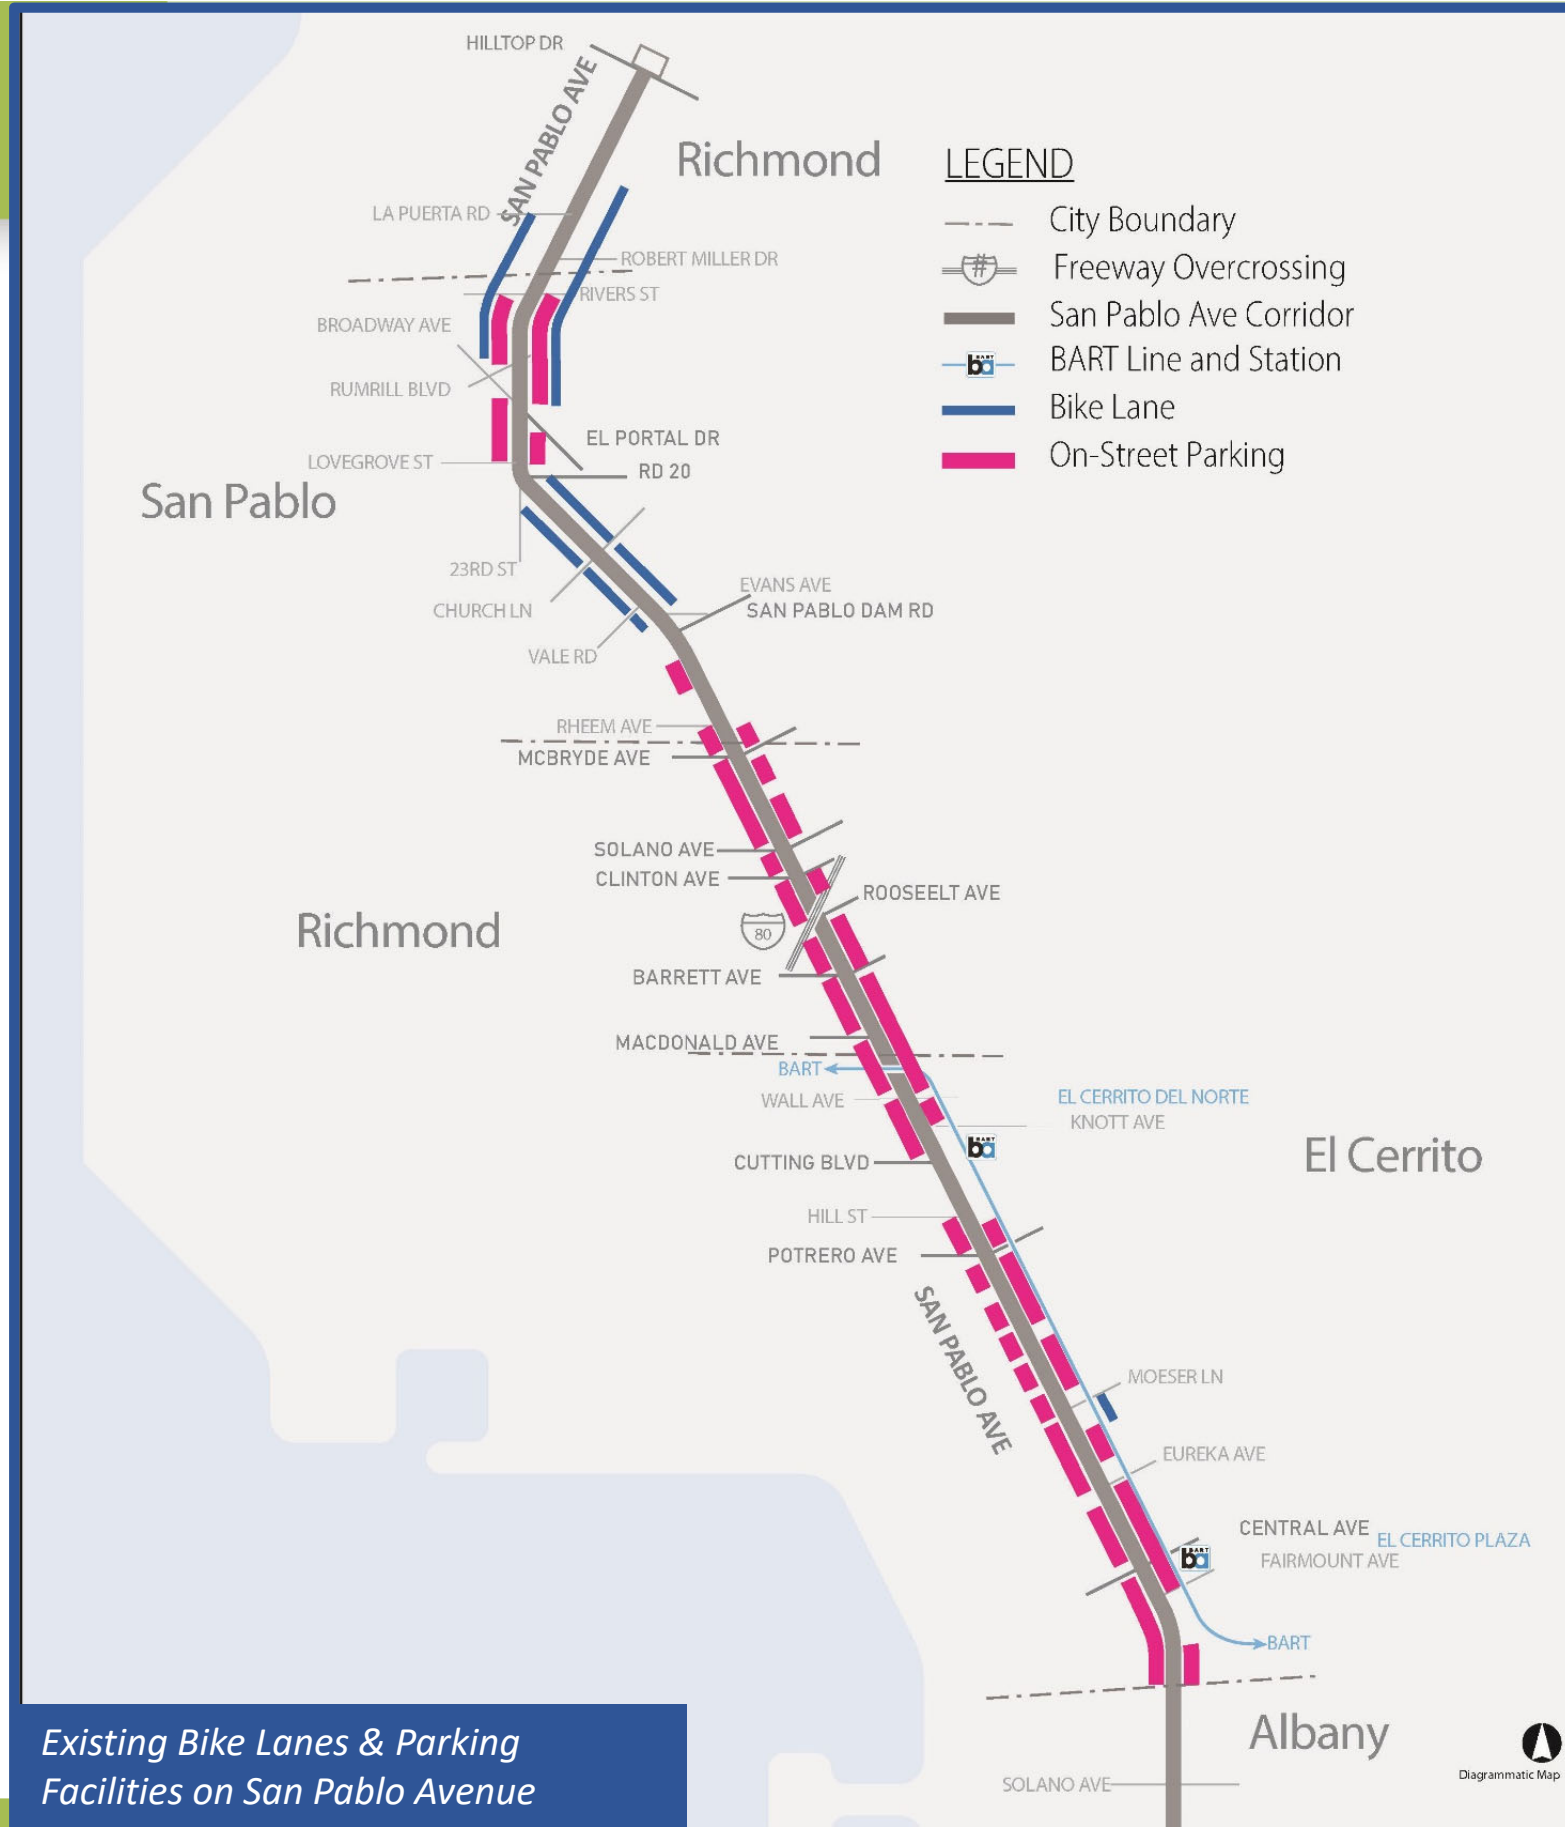 HILLTOP DR
SAN PABLO AVE
Richmond
LEGEND
City Boundary
# Freeway Overcrossing
San Pablo Ave Corridor
BART ba BART Line and Station
Bike Lane
On-Street Parking
LA PUERTA RD
ROBERT MILLER DR
RIVERS ST
BROADWAY AVE
RUMRILL BLVD
EL PORTAL DR
LOVEGROVE ST
RD 20
San Pablo
23RD ST
CHURCH LN
EVANS AVE
SAN PABLO DAM RD
VALE RD
RHEEM AVE
MCBRYDE AVE
SOLANO AVE
CLINTON AVE
ROOSEELT AVE
Richmond
80
BARRETT AVE
MACDONALD AVE
BART
WALL AVE
EL CERRITO DEL NORTE
KNOTT AVE
BART ba
El Cerrito
CUTTING BLVD
HILL ST
POTRERO AVE
SAN PABLO AVE
MOESER LN
EUREKA AVE
CENTRAL AVE
EL CERRITO PLAZA
BART ba
FAIRMOUNT AVE
BART
Albany
SOLANO AVE
Diagrammatic Map
Existing Bike Lanes & Parking
Facilities on San Pablo Avenue